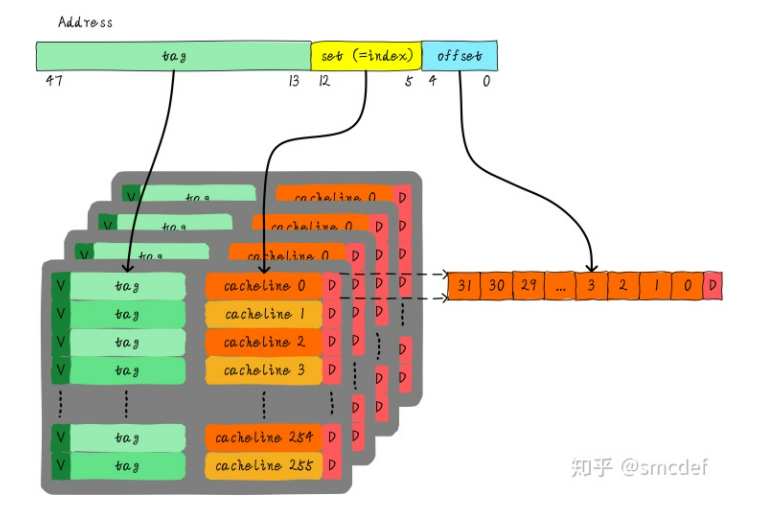 Address
tag set (=index) offset
47 13 12 5 4 0
V tag cacheline 0 D
V tag cacheline 0 D
V tag cacheline 0 D D
V tag cacheline 0 D D D 31 30 29 ... 3 2 1 0 D
V tag cacheline 1 D D D
V tag cacheline 2 D
V tag cacheline 3 D D D
D D
V tag cacheline 254 D D
V tag cacheline 255 D
知乎 @smcdef